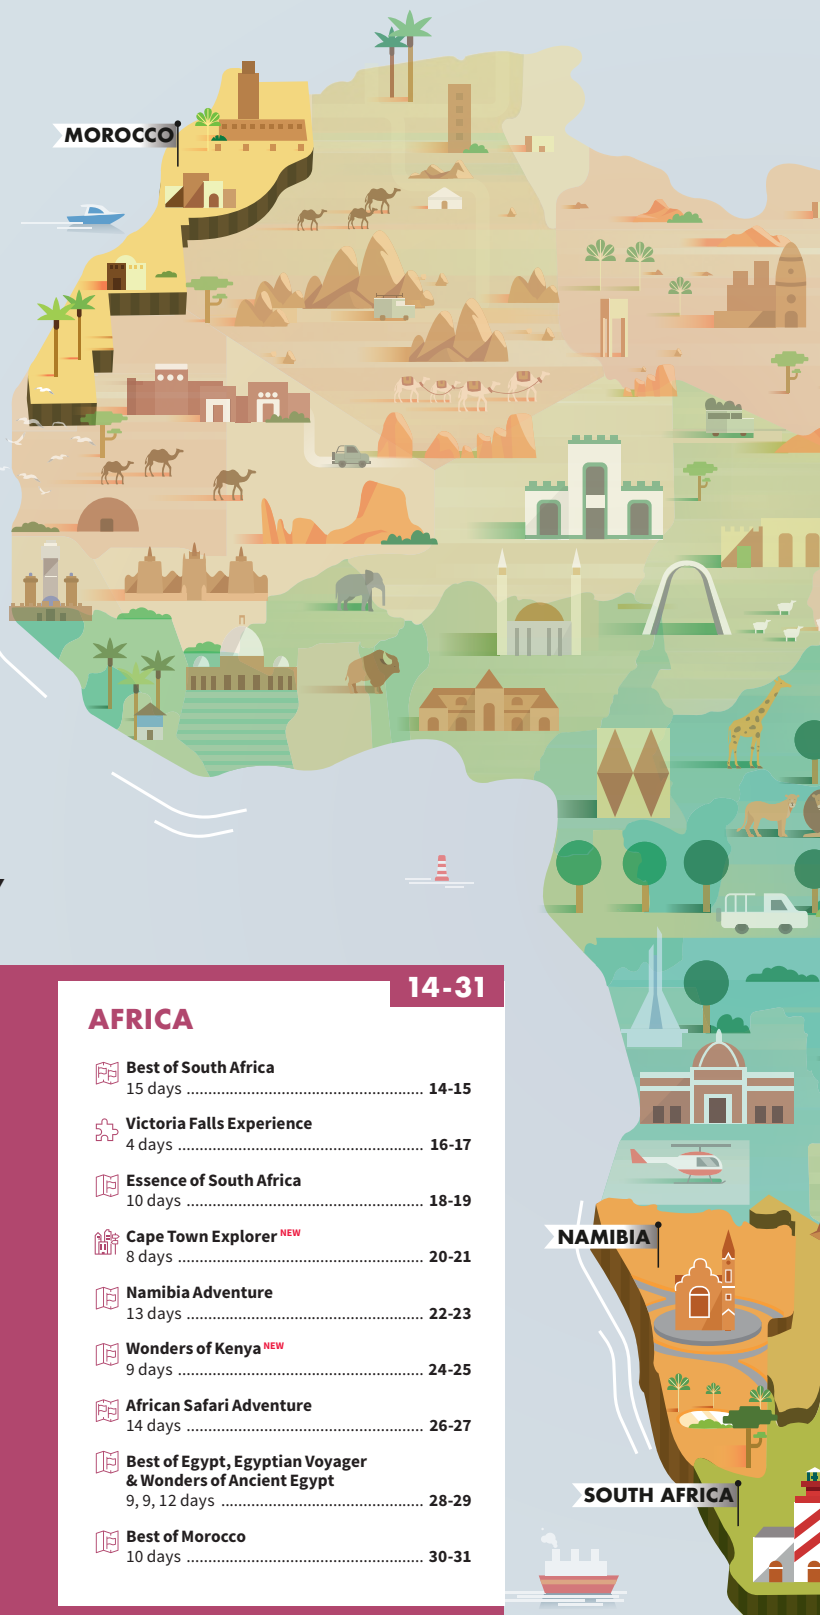 MOROCCO
14-31
AFRICA
Best of South Africa
15 days ................................................ 14-15
Victoria Falls Experience
4 days .................................................. 16-17
Essence of South Africa
10 days ................................................ 18-19
Cape Town Explorer NEW
8 days .................................................. 20-21
Namibia Adventure
13 days ................................................ 22-23
Wonders of Kenya NEW
9 days .................................................. 24-25
African Safari Adventure
14 days ................................................ 26-27
Best of Egypt, Egyptian Voyager
& Wonders of Ancient Egypt
9, 9, 12 days ......................................... 28-29
Best of Morocco
10 days ................................................ 30-31
NAMIBIA
SOUTH AFRICA